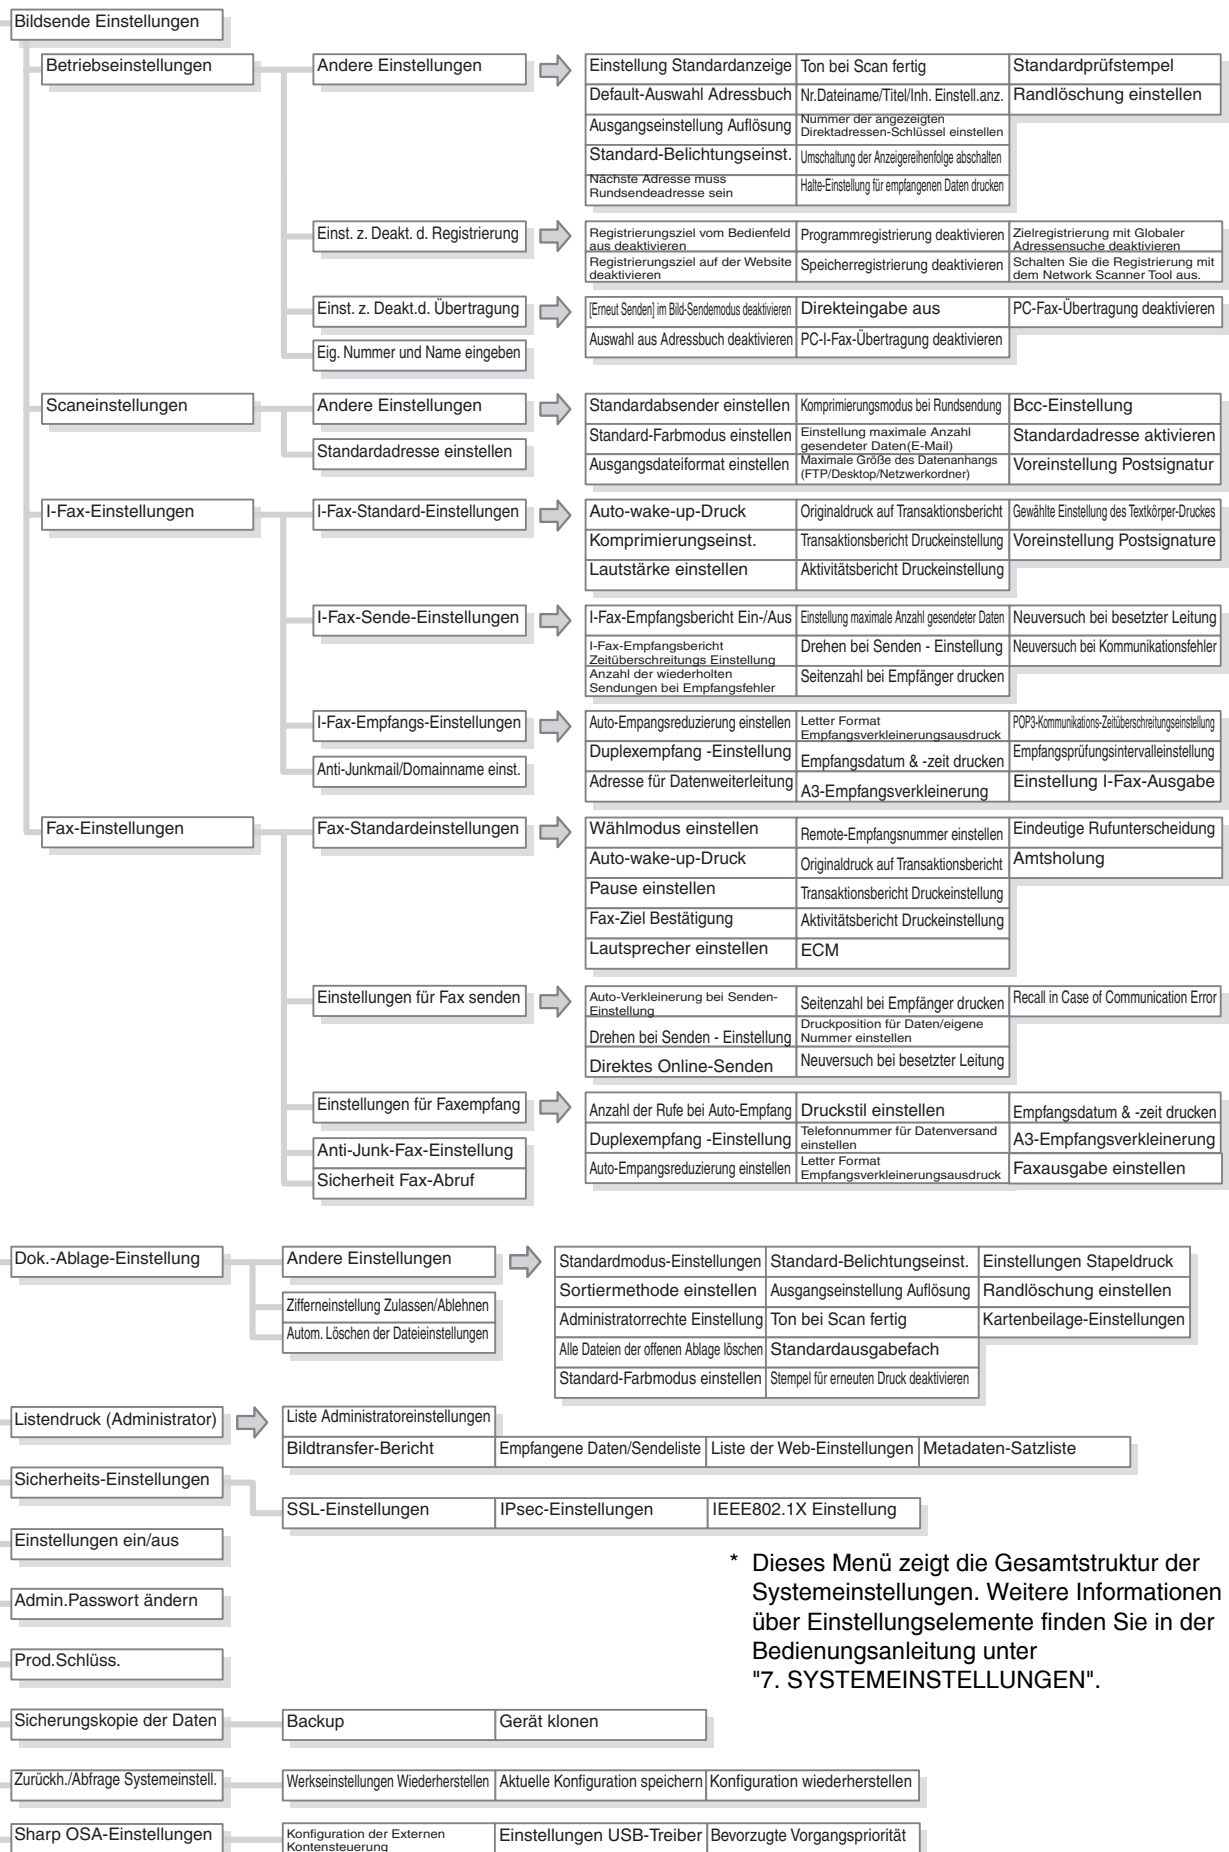 Bildsende Einstellungen
Betriebseinstellungen
Andere Einstellungen
Einstellung Standardanzeige
Ton bei Scan fertig
Standardprüfstempel
Default-Auswahl Adressbuch
Nr.Dateiname/Titel/Inh. Einstell.anz.
Randlöschung einstellen
Ausgangseinstellung Auflösung
Nummer der angezeigten
Direktadressen-Schlüssel einstellen
Standard-Belichtungseinst.
Umschaltung der Anzeigereihenfolge abschalten
Nächste Adresse muss
Rundsendeadresse sein
Halte-Einstellung für empfangenen Daten drucken
Einst. z. Deakt. d. Registrierung
Registrierungsziel vom Bedienfeld
aus deaktivieren
Programmregistrierung deaktivieren
Zielregistrierung mit Globaler
Adressensuche deaktivieren
Registrierungsziel auf der Website
deaktivieren
Speicherregistrierung deaktivieren
Schalten Sie die Registrierung mit
dem Network Scanner Tool aus.
Einst. z. Deakt.d. Übertragung
[Erneut Senden] im Bild-Sendemodus deaktivieren
Direkteingabe aus
PC-Fax-Übertragung deaktivieren
Auswahl aus Adressbuch deaktivieren
PC-I-Fax-Übertragung deaktivieren
Eig. Nummer und Name eingeben
Scaneinstellungen
Andere Einstellungen
Standardabsender einstellen
Komprimierungsmodus bei Rundsendung
Bcc-Einstellung
Standard-Farbmodus einstellen
Einstellung maximale Anzahl
gesendeter Daten(E-Mail)
Standardadresse aktivieren
Standardadresse einstellen
Ausgangsdateiformat einstellen
Maximale Größe des Datenanhangs
(FTP/Desktop/Netzwerkordner)
Voreinstellung Postsignatur
I-Fax-Einstellungen
I-Fax-Standard-Einstellungen
Auto-wake-up-Druck
Originaldruck auf Transaktionsbericht
Gewählte Einstellung des Textkörper-Druckes
Komprimierungseinst.
Transaktionsbericht Druckeinstellung
Voreinstellung Postsignature
Lautstärke einstellen
Aktivitätsbericht Druckeinstellung
I-Fax-Sende-Einstellungen
I-Fax-Empfangsbericht Ein-/Aus
Einstellung maximale Anzahl gesendeter Daten
Neuversuch bei besetzter Leitung
I-Fax-Empfangsbericht
Zeitüberschreitungs Einstellung
Drehen bei Senden - Einstellung
Neuversuch bei Kommunikationsfehler
Anzahl der wiederholten
Sendungen bei Empfangsfehler
Seitenzahl bei Empfänger drucken
I-Fax-Empfangs-Einstellungen
Auto-Empangsreduzierung einstellen
Letter Format
Empfangsverkleinerungsausdruck
POP3-Kommunikations-Zeitüberschreitungseinstellung
Duplexempfang -Einstellung
Empfangsdatum & -zeit drucken
Empfangsprüfungsintervalleinstellung
Anti-Junkmail/Domainname einst.
Adresse für Datenweiterleitung
A3-Empfangsverkleinerung
Einstellung I-Fax-Ausgabe
Fax-Einstellungen
Fax-Standardeinstellungen
Wählmodus einstellen
Remote-Empfangsnummer einstellen
Eindeutige Rufunterscheidung
Auto-wake-up-Druck
Originaldruck auf Transaktionsbericht
Amtsholung
Pause einstellen
Transaktionsbericht Druckeinstellung
Fax-Ziel Bestätigung
Aktivitätsbericht Druckeinstellung
Lautsprecher einstellen
ECM
Einstellungen für Fax senden
Auto-Verkleinerung bei Senden-
Einstellung
Seitenzahl bei Empfänger drucken
Recall in Case of Communication Error
Drehen bei Senden - Einstellung
Druckposition für Daten/eigene
Nummer einstellen
Direktes Online-Senden
Neuversuch bei besetzter Leitung
Einstellungen für Faxempfang
Anzahl der Rufe bei Auto-Empfang
Druckstil einstellen
Empfangsdatum & -zeit drucken
Anti-Junk-Fax-Einstellung
Duplexempfang -Einstellung
Telefonnummer für Datenversand
einstellen
A3-Empfangsverkleinerung
Sicherheit Fax-Abruf
Auto-Empangsreduzierung einstellen
Letter Format
Empfangsverkleinerungsausdruck
Faxausgabe einstellen
Dok.-Ablage-Einstellung
Andere Einstellungen
Standardmodus-Einstellungen
Standard-Belichtungseinst.
Einstellungen Stapeldruck
Sortiermethode einstellen
Ausgangseinstellung Auflösung
Randlöschung einstellen
Zifferneinstellung Zulassen/Ablehnen
Administratorrechte Einstellung
Ton bei Scan fertig
Kartenbeilage-Einstellungen
Autom. Löschen der Dateieinstellungen
Alle Dateien der offenen Ablage löschen
Standardausgabefach
Standard-Farbmodus einstellen
Stempel für erneuten Druck deaktivieren
Listendruck (Administrator)
Liste Administratoreinstellungen
Bildtransfer-Bericht
Empfangene Daten/Sendeliste
Liste der Web-Einstellungen
Metadaten-Satzliste
Sicherheits-Einstellungen
SSL-Einstellungen
IPsec-Einstellungen
IEEE802.1X Einstellung
Einstellungen ein/aus
Admin.Passwort ändern
Prod.Schlüss.
* Dieses Menü zeigt die Gesamtstruktur der
Systemeinstellungen. Weitere Informationen
über Einstellungselemente finden Sie in der
Bedienungsanleitung unter
"7. SYSTEMEINSTELLUNGEN".
Sicherungskopie der Daten
Backup
Gerät klonen
Zurückh./Abfrage Systemeinstell.
Werkseinstellungen Wiederherstellen
Aktuelle Konfiguration speichern
Konfiguration wiederherstellen
Sharp OSA-Einstellungen
Konfiguration der Externen
Kontensteuerung
Einstellungen USB-Treiber
Bevorzugte Vorgangspriorität